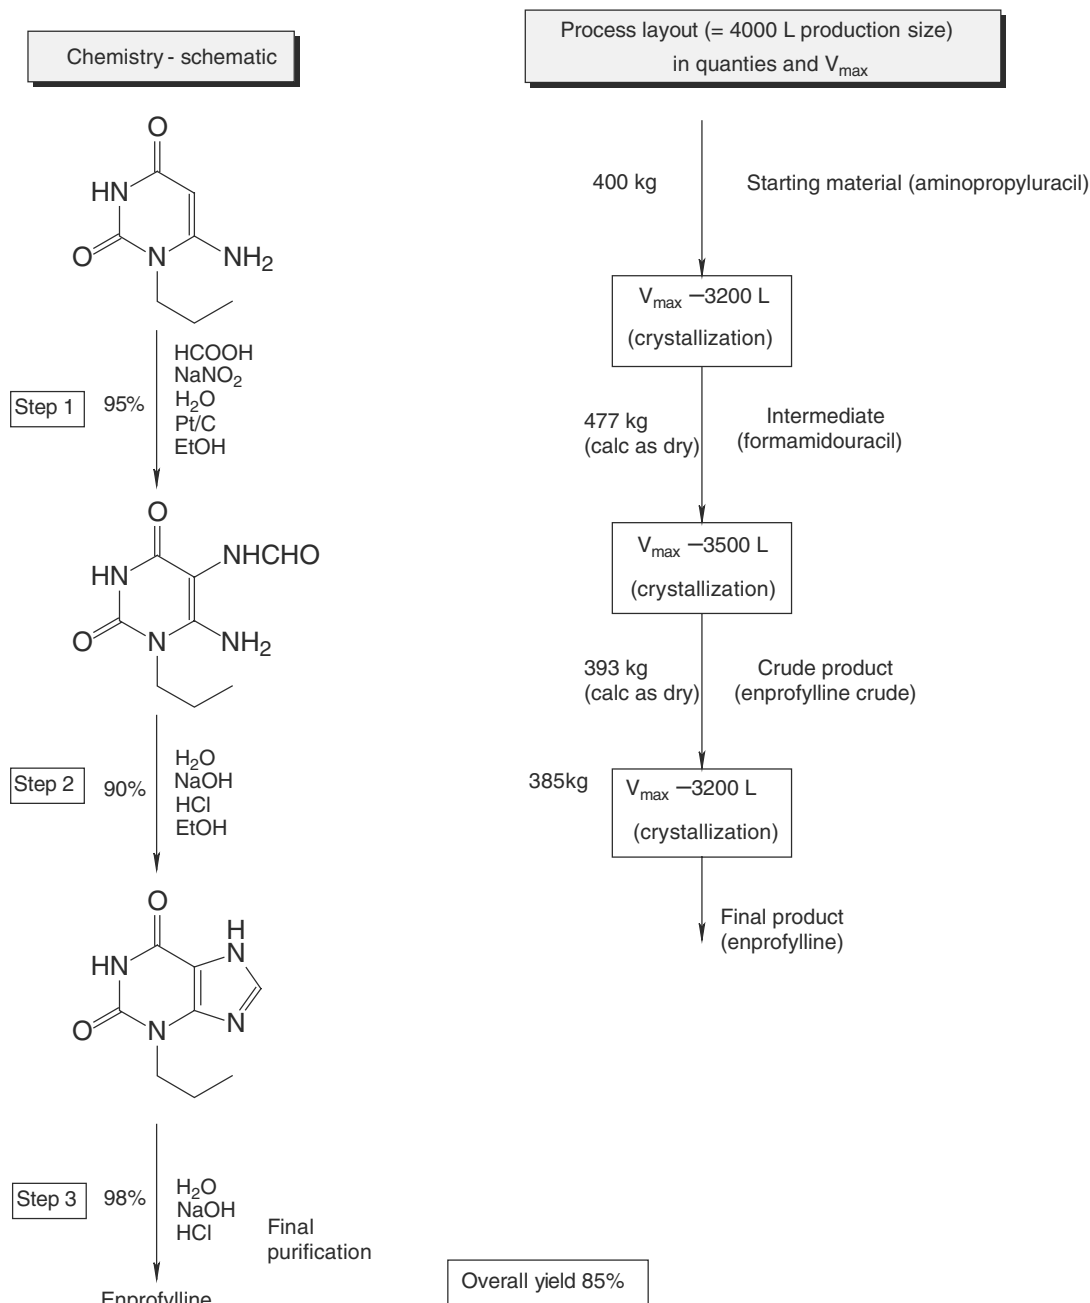 Chemistry - schematic
Process layout (= 4000 L production size)
in quanties and Vmax
O
HN
O
N
NH2
Step 1
95%
HCOOH
NaNO2
H2O
Pt/C
EtOH
O
HN
NHCHO
O
N
NH2
Step 2
90%
H2O
NaOH
HCl
EtOH
O
H
N
HN
O
N
N
Step 3
98%
H2O
NaOH
HCl
Final
purification
Enprofylline
Overall yield 85%
400 kg
Starting material (aminopropyluracil)
Vmax –3200 L
(crystallization)
477 kg
(calc as dry)
Intermediate
(formamidouracil)
Vmax –3500 L
(crystallization)
393 kg
(calc as dry)
Crude product
(enprofylline crude)
385kg
Vmax –3200 L
(crystallization)
Final product
(enprofylline)